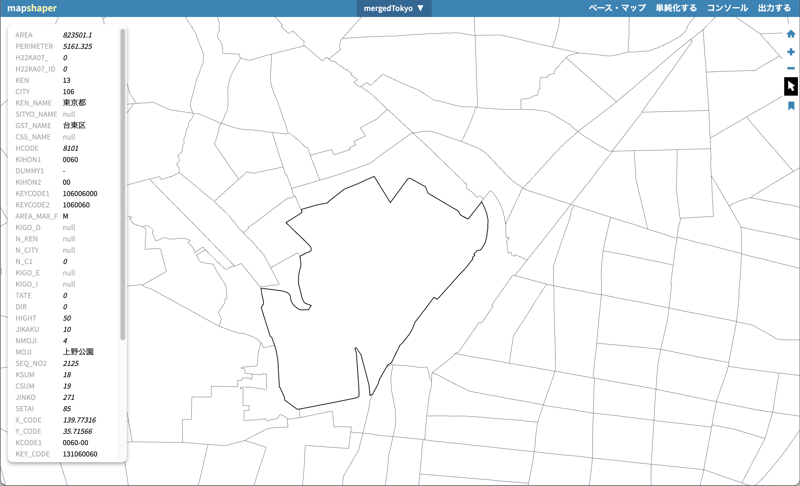 mapshaper
mergedTokyo ▼
ベース・マップ 単純化する コンソール 出力する
AREA 823501.1
PERIMETER 5161.325
H22KA07_ 0
H22KA07_ID 0
KEN 13
CITY 106
KEN_NAME 東京都
SITYO_NAME null
GST_NAME 台東区
CSS_NAME null
HCODE 8101
KIHON1 0060
DUMMY1 -
KIHON2 00
KEYCODE1 106006000
KEYCODE2 1060060
AREA_MAX_F M
KIGO_D null
N_KEN null
N_CITY null
N_C1 0
KIGO_E null
KIGO_I null
TATE 0
DIR 0
HIGHT 50
JIKAKU 10
NMOJI 4
MOJI 上野公園
SEQ_NO2 2125
KSUM 18
CSUM 19
JINKO 271
SETAI 85
X_CODE 139.77316
Y_CODE 35.71566
KCODE1 0060-00
KEY_CODE 131060060